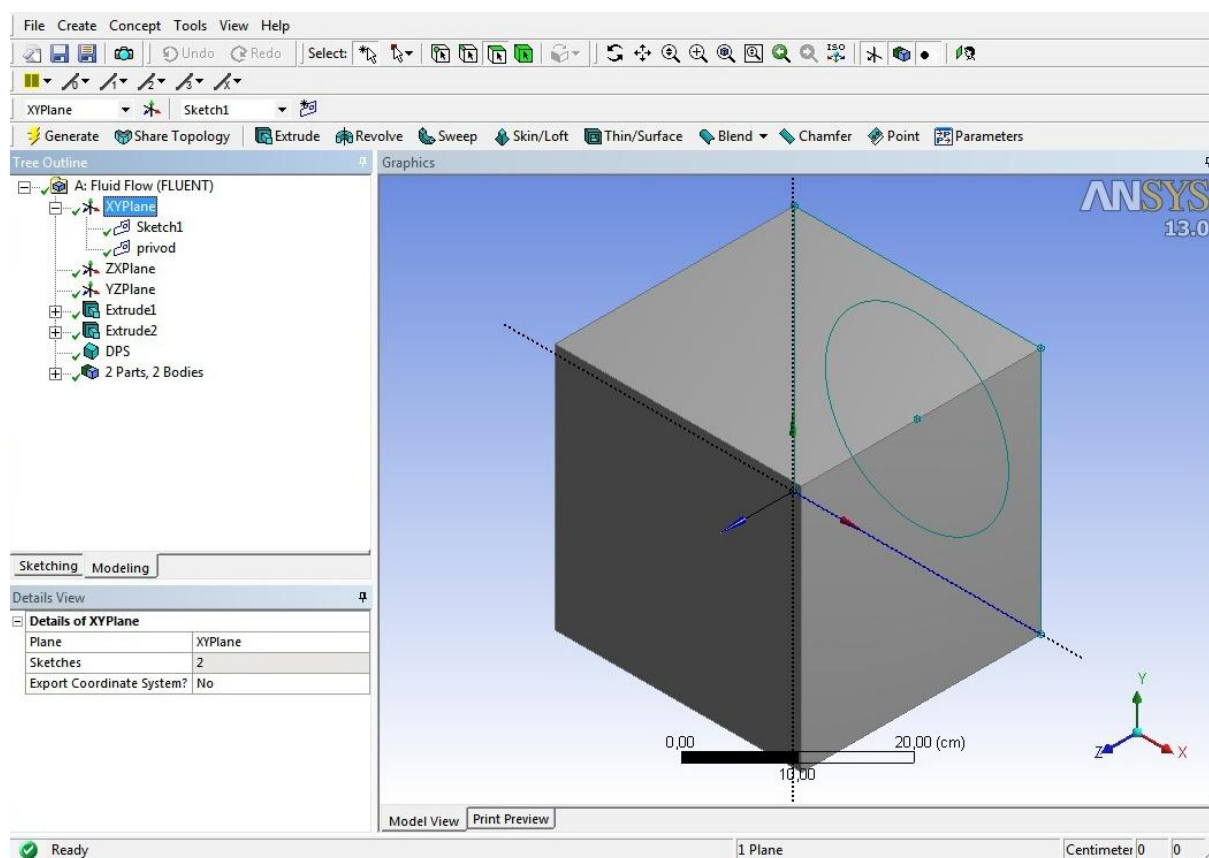 File Create Concept Tools View Help
Undo Redo Select: ISO
XYPlane Sketch1
Generate Share Topology Extrude Revolve Sweep Skin/Loft Thin/Surface Blend Chamfer Point Parameters
Tree Outline
A: Fluid Flow (FLUENT)
XYPlane
Sketch1
privod
ZXPlane
YZPlane
Extrude1
Extrude2
DPS
2 Parts, 2 Bodies
Sketching Modeling
Details View
Details of XYPlane
Plane XYPlane
Sketches 2
Export Coordinate System? No
Graphics
ANSYS
13.0
0,00 20,00 (cm)
10,00
Y
Z X
Model View Print Preview
Ready 1 Plane Centimeter 0 0